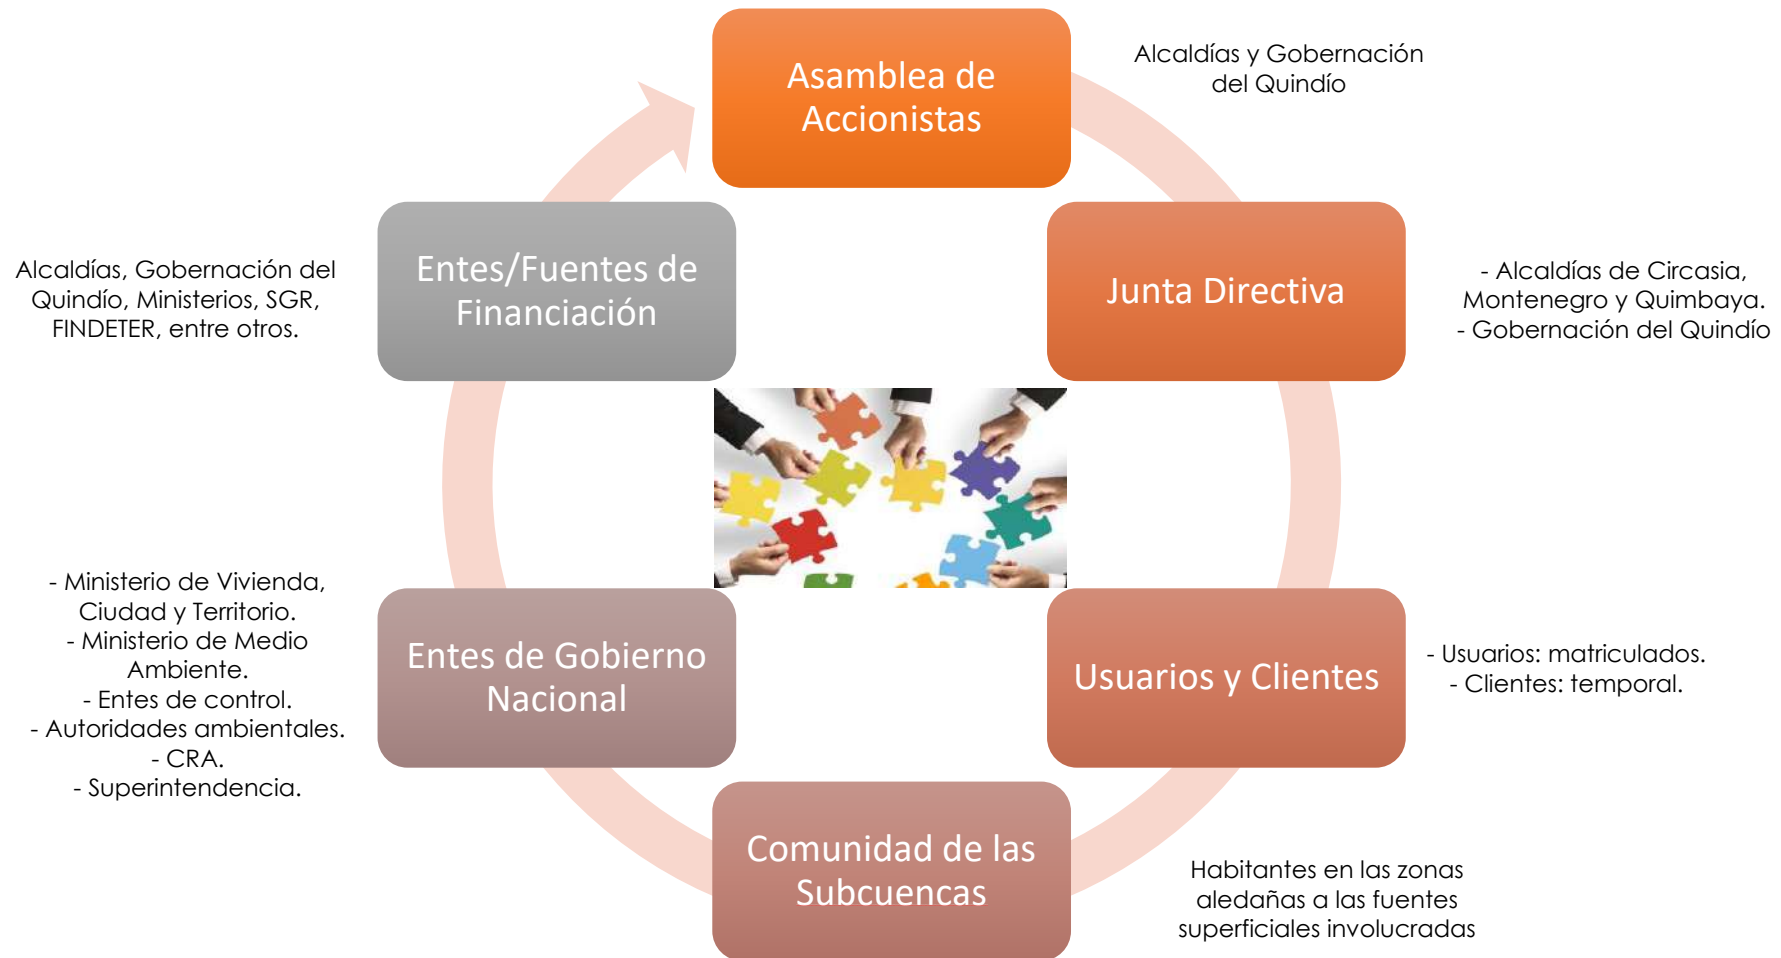 Asamblea de
Accionistas
Alcaldías y Gobernación
del Quindío
Junta Directiva
- Alcaldías de Circasia,
Montenegro y Quimbaya.
- Gobernación del Quindío
Usuarios y Clientes
- Usuarios: matriculados.
- Clientes: temporal.
Comunidad de las
Subcuencas
Habitantes en las zonas
aledañas a las fuentes
superficiales involucradas
Entes de Gobierno
Nacional
- Ministerio de Vivienda,
Ciudad y Territorio.
- Ministerio de Medio
Ambiente.
- Entes de control.
- Autoridades ambientales.
- CRA.
- Superintendencia.
Entes/Fuentes de
Financiación
Alcaldías, Gobernación del
Quindío, Ministerios, SGR,
FINDETER, entre otros.